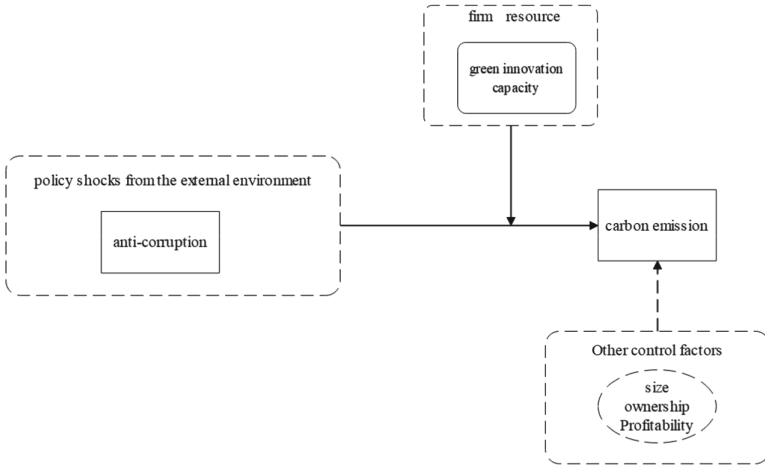 firm resource
green innovation
capacity
policy shocks from the external environment
anti-corruption
carbon emission
Other control factors
size
ownership
Profitability